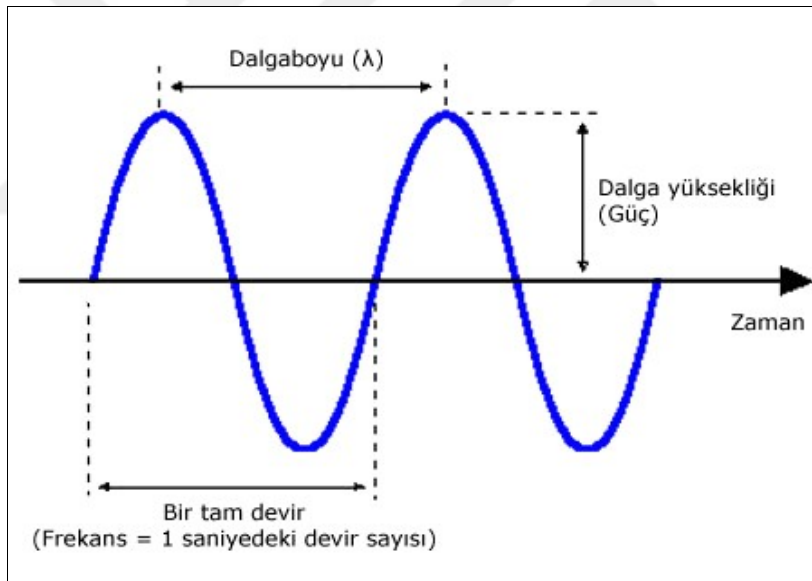 Dalgaboyu (λ)
Dalga yüksekliği
(Güç)
Zaman
Bir tam devir
(Frekans = 1 saniyedeki devir sayısı)